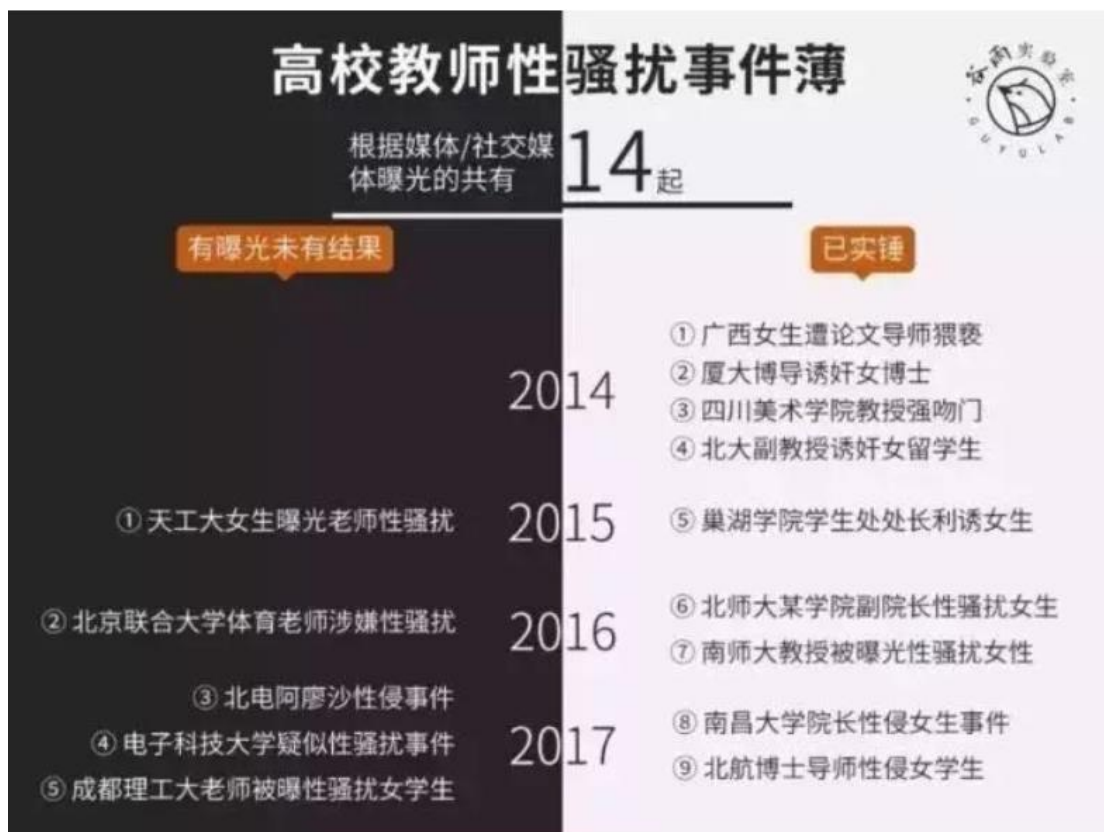 高校教师性骚扰事件薄
谷雨实验室
GUYULAB
根据媒体/社交媒
体曝光的共有
14起
有曝光未有结果
已实锤
2014
① 广西女生遭论文导师猥亵
② 厦大博导诱奸女博士
③ 四川美术学院教授强吻门
④ 北大副教授诱奸女留学生
① 天工大女生曝光老师性骚扰
2015
⑤ 巢湖学院学生处处长利诱女生
② 北京联合大学体育老师涉嫌性骚扰
2016
⑥ 北师大某学院副院长性骚扰女生
⑦ 南师大教授被曝光性骚扰女性
③ 北电阿廖沙性侵事件
④ 电子科技大学疑似性骚扰事件
⑤ 成都理工大老师被曝性骚扰女学生
2017
⑧ 南昌大学院长性侵女生事件
⑨ 北航博士导师性侵女学生